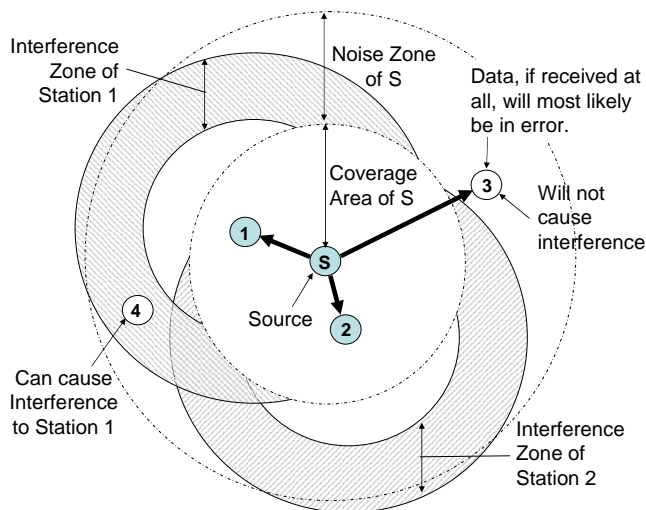 Interference
Zone of
Station 1
Noise Zone
of S
Data, if received at
all, will most likely
be in error.
Coverage
Area of S
3
Will not
cause
interference
1
S
Source
2
4
Can cause
Interference
to Station 1
Interference
Zone of
Station 2